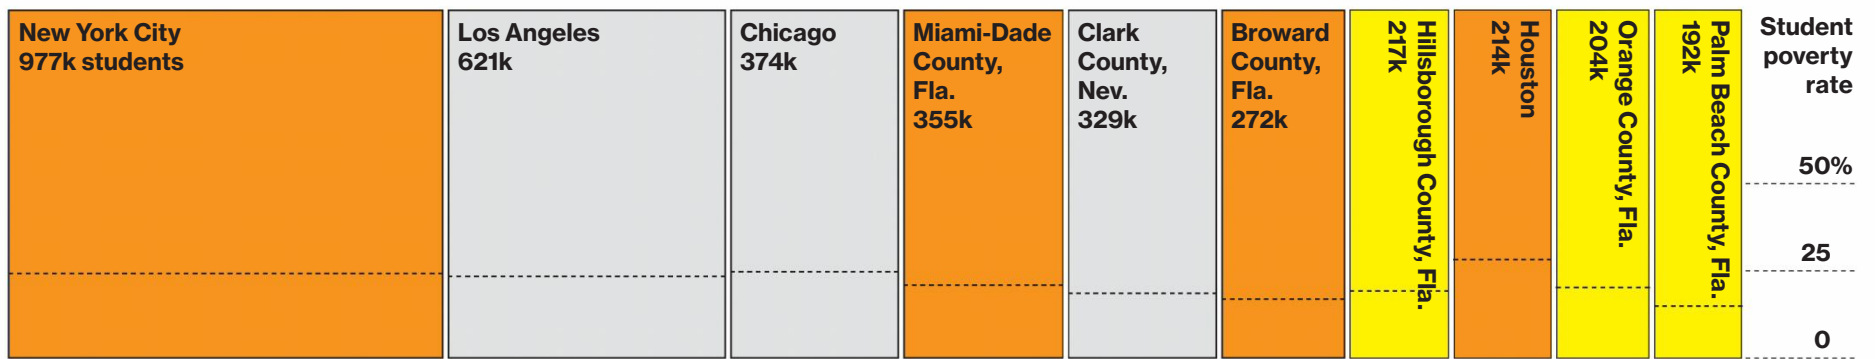 New York City
977k students
Los Angeles
621k
Chicago
374k
Miami-Dade
County,
Fla.
355k
Clark
County,
Nev.
329k
Broward
County,
Fla.
272k
Hillsborough County, Fla.
217k
Houston
214k
Orange County, Fla.
204k
Palm Beach County, Fla.
192k
Student
poverty
rate
50%
25
0